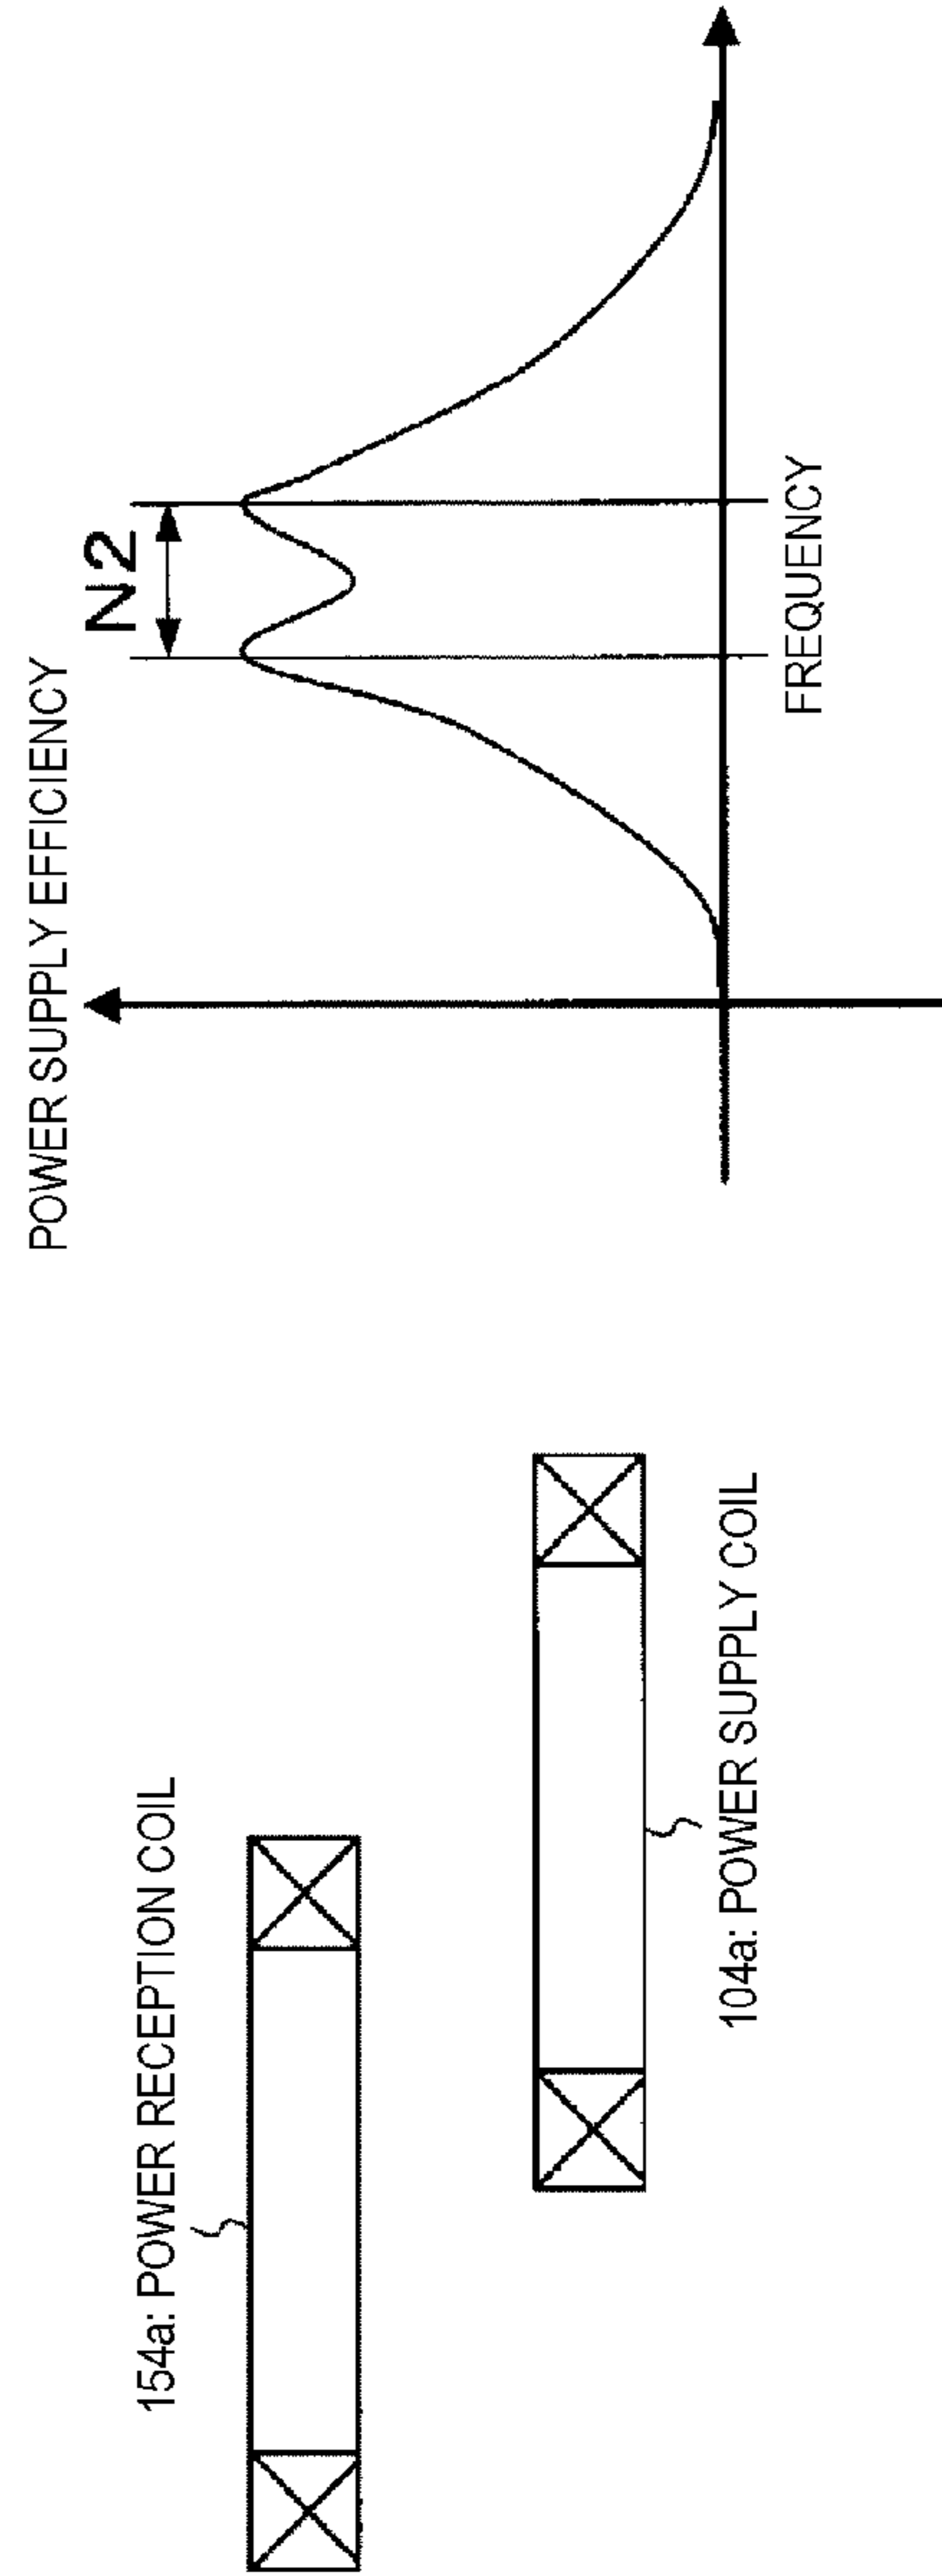 154a: POWER RECEPTION COIL
104a: POWER SUPPLY COIL
POWER SUPPLY EFFICIENCY
N2
FREQUENCY